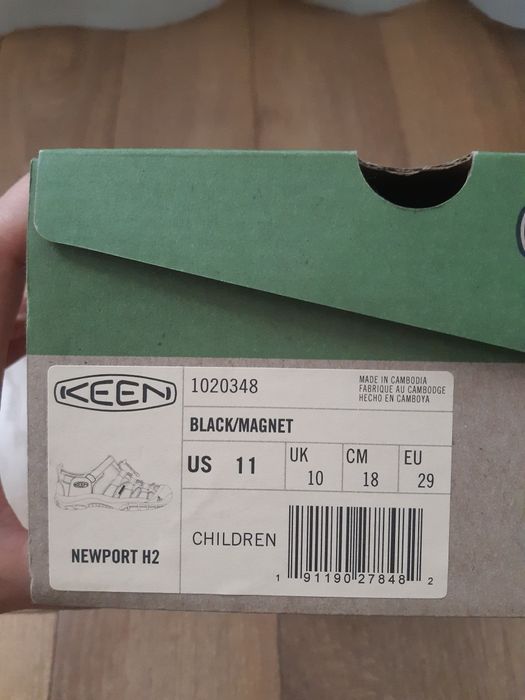 KEEN
1020348
MADE IN CAMBODIA
FABRIQUE AU CAMBODGE
HECHO EN CAMBOYA
BLACK/MAGNET
US 11
UK 10
CM 18
EU 29
KEEN
NEWPORT H2
CHILDREN
1 91190 27848 2